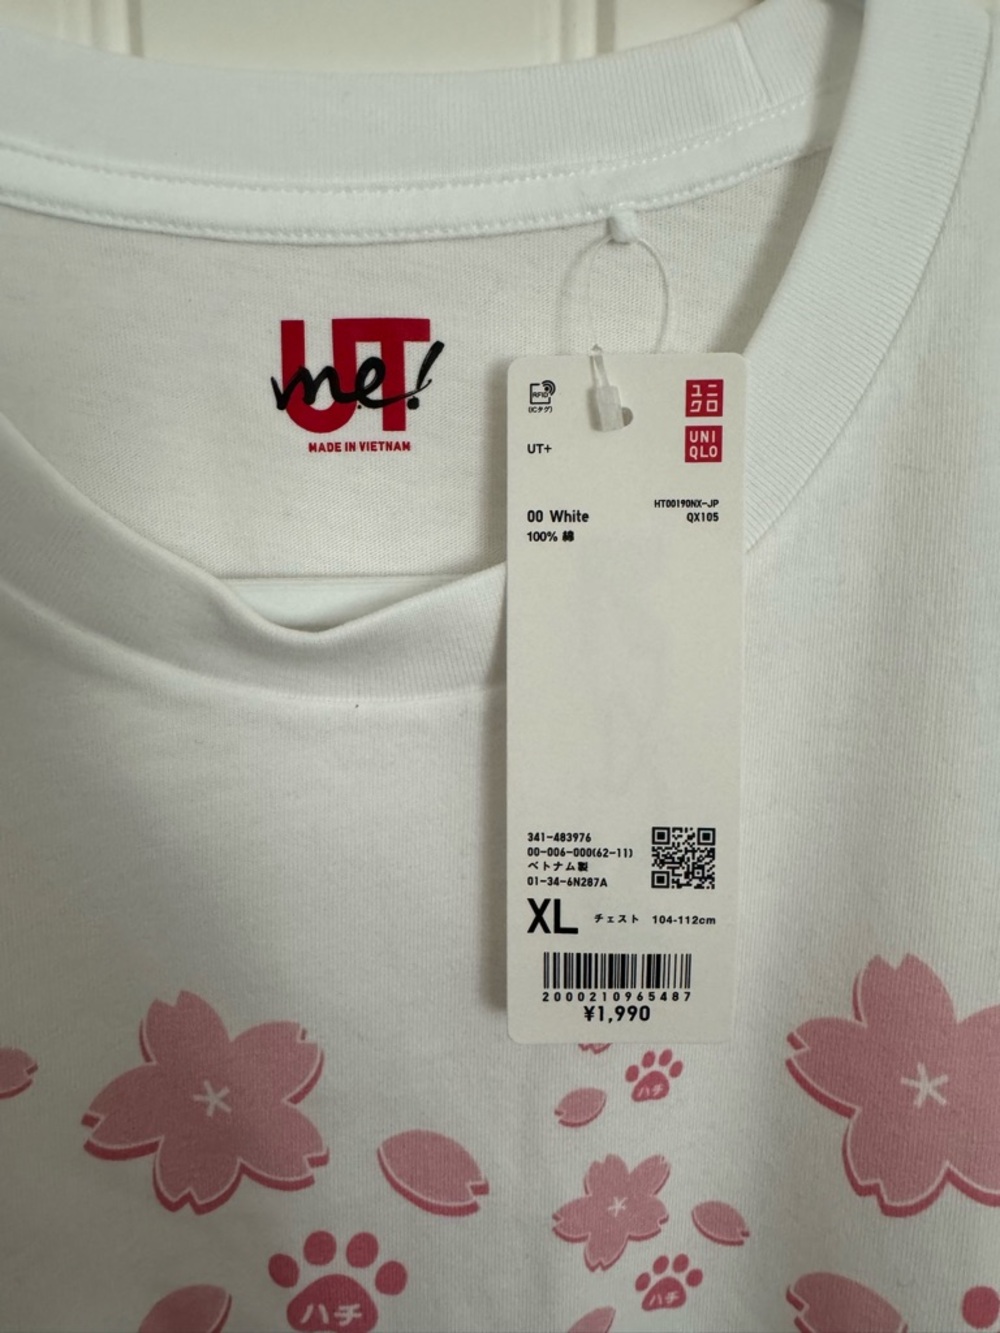 UT
me!
MADE IN VIETNAM
RFID
(ICタグ)
ユニ
クロ
UNI
QLO
UT+
HT00190NX-JP
00 White
QX105
100% 綿
341-483976
00-006-000(62-11)
ベトナム製
01-34-6N287A
XL チェスト 104-112cm
2000210965487
¥1,990
ハチ
ハチ
ハチ